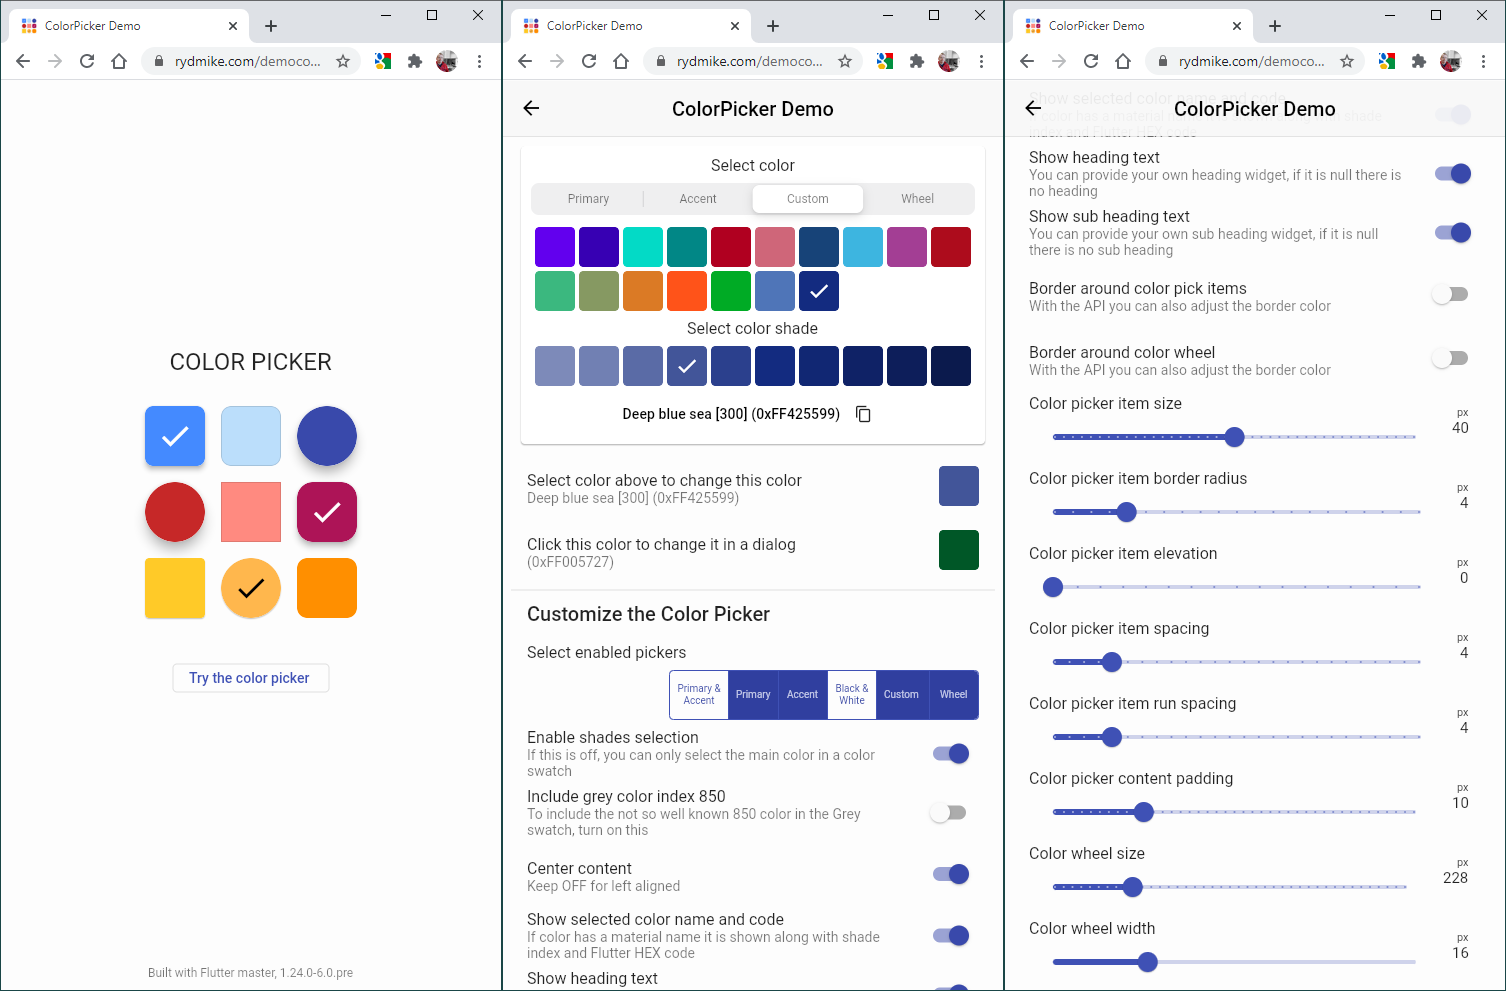 ColorPicker Demo
rydmike.com/democo...
COLOR PICKER
Try the color picker
Built with Flutter master, 1.24.0-6.0.pre
ColorPicker Demo
rydmike.com/democo...
ColorPicker Demo
Select color
Primary
Accent
Custom
Wheel
Select color shade
Deep blue sea [300] (0xFF425599)
Select color above to change this color
Deep blue sea [300] (0xFF425599)
Click this color to change it in a dialog
(0xFF005727)
Customize the Color Picker
Select enabled pickers
Primary &
Accent
Primary
Accent
Black &
White
Custom
Wheel
Enable shades selection
If this is off, you can only select the main color in a color
swatch
Include grey color index 850
To include the not so well known 850 color in the Grey
swatch, turn on this
Center content
Keep OFF for left aligned
Show selected color name and code
If color has a material name it is shown along with shade
index and Flutter HEX code
Show heading text
ColorPicker Demo
rydmike.com/democo...
Show selected color name and code
ColorPicker Demo
index and Flutter HEX code
Show heading text
You can provide your own heading widget, if it is null there is
no heading
Show sub heading text
You can provide your own sub heading widget, if it is null
there is no sub heading
Border around color pick items
With the API you can also adjust the border color
Border around color wheel
With the API you can also adjust the border color
Color picker item size
px
40
Color picker item border radius
px
4
Color picker item elevation
px
0
Color picker item spacing
px
4
Color picker item run spacing
px
4
Color picker content padding
px
10
Color wheel size
px
228
Color wheel width
px
16